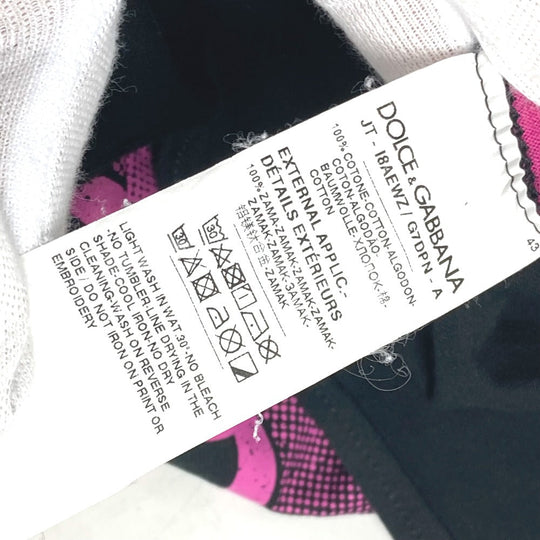 DOLCE & GABBANA
JT - I8AEWZ / G7DPN - A
100% COTONE-COTTON-ALGODON-
COTON-ALGODÃO-
BAUMWOLLE-ХЛОПОК-棉-
COTTON
EXTERNAL APPLIC.-
DÉTAILS EXTÉRIEURS
100% ZAMAK-ZAMAK-ZAMAK-ZAMAK-
ZAMAK-ZAMAK-ЗАМАК-
ZAMAK
30
30
LIGHT WASH IN WAT.30°-NO BLEACH
-NO TUMBLER-LINE DRYING IN THE
SHADE-COOL IRON-NO DRY
CLEANING-WASH ON REVERSE
SIDE / DO NOT IRON ON PRINT OR
EMBROIDERY
43